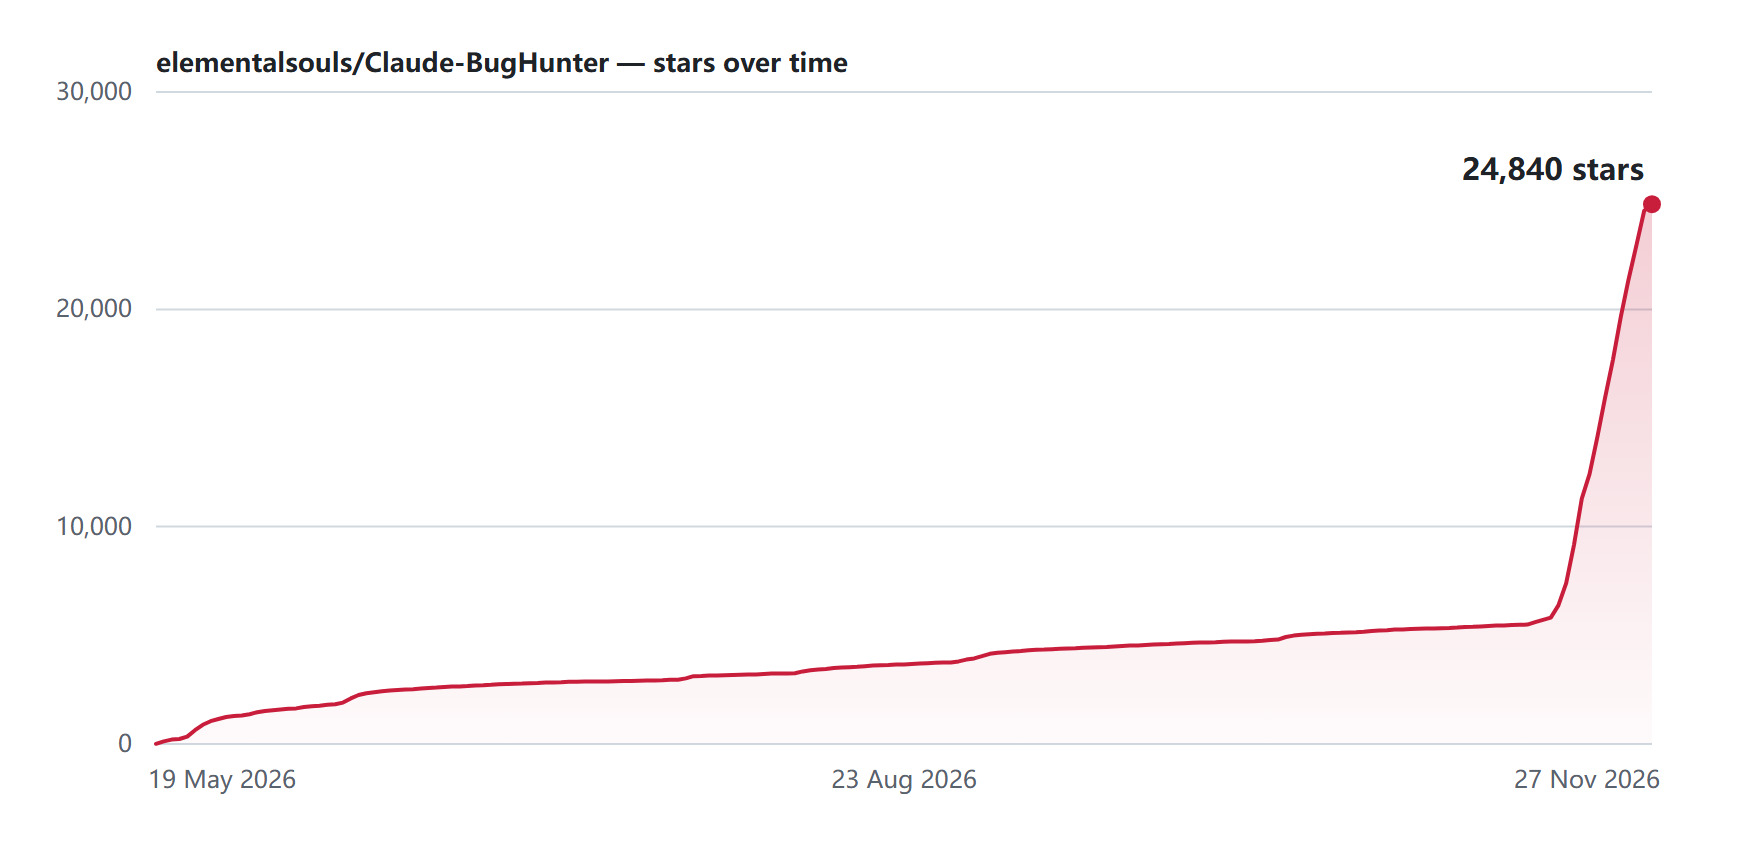 elementalsouls/Claude-BugHunter — stars over time
30,000
24,840 stars
20,000
10,000
0
19 May 2026
23 Aug 2026
27 Nov 2026